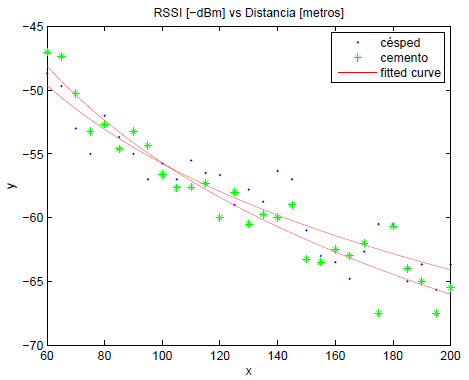 RSSI [−dBm] vs Distancia [metros]
−45
césped
cemento
fitted curve
−50
−55
y
−60
−65
−70
60 80 100 120 140 160 180 200
x